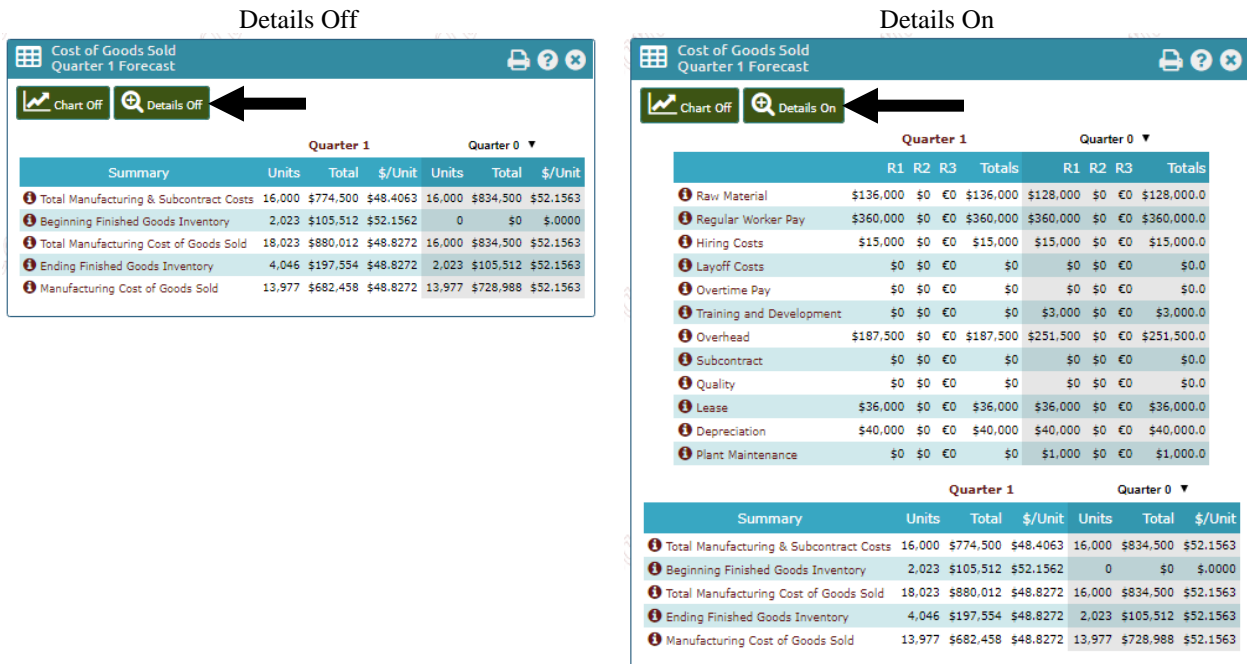 Details Off
Cost of Goods Sold
Quarter 1 Forecast
Chart Off Details Off
Quarter 1 Quarter 0 ▼
Summary Units Total $/Unit Units Total $/Unit
Total Manufacturing & Subcontract Costs 16,000 $774,500 $48.4063 16,000 $834,500 $52.1563
Beginning Finished Goods Inventory 2,023 $105,512 $52.1562 0 $0 $.0000
Total Manufacturing Cost of Goods Sold 18,023 $880,012 $48.8272 16,000 $834,500 $52.1563
Ending Finished Goods Inventory 4,046 $197,554 $48.8272 2,023 $105,512 $52.1563
Manufacturing Cost of Goods Sold 13,977 $682,458 $48.8272 13,977 $728,988 $52.1563
Details On
Cost of Goods Sold
Quarter 1 Forecast
Chart Off Details On
Quarter 1 Quarter 0 ▼
R1 R2 R3 Totals R1 R2 R3 Totals
Raw Material $136,000 $0 €0 $136,000 $128,000 $0 €0 $128,000.0
Regular Worker Pay $360,000 $0 €0 $360,000 $360,000 $0 €0 $360,000.0
Hiring Costs $15,000 $0 €0 $15,000 $15,000 $0 €0 $15,000.0
Layoff Costs $0 $0 €0 $0 $0 $0 €0 $0.0
Overtime Pay $0 $0 €0 $0 $0 $0 €0 $0.0
Training and Development $0 $0 €0 $0 $3,000 $0 €0 $3,000.0
Overhead $187,500 $0 €0 $187,500 $251,500 $0 €0 $251,500.0
Subcontract $0 $0 €0 $0 $0 $0 €0 $0.0
Quality $0 $0 €0 $0 $0 $0 €0 $0.0
Lease $36,000 $0 €0 $36,000 $36,000 $0 €0 $36,000.0
Depreciation $40,000 $0 €0 $40,000 $40,000 $0 €0 $40,000.0
Plant Maintenance $0 $0 €0 $0 $1,000 $0 €0 $1,000.0
Quarter 1 Quarter 0 ▼
Summary Units Total $/Unit Units Total $/Unit
Total Manufacturing & Subcontract Costs 16,000 $774,500 $48.4063 16,000 $834,500 $52.1563
Beginning Finished Goods Inventory 2,023 $105,512 $52.1562 0 $0 $.0000
Total Manufacturing Cost of Goods Sold 18,023 $880,012 $48.8272 16,000 $834,500 $52.1563
Ending Finished Goods Inventory 4,046 $197,554 $48.8272 2,023 $105,512 $52.1563
Manufacturing Cost of Goods Sold 13,977 $682,458 $48.8272 13,977 $728,988 $52.1563